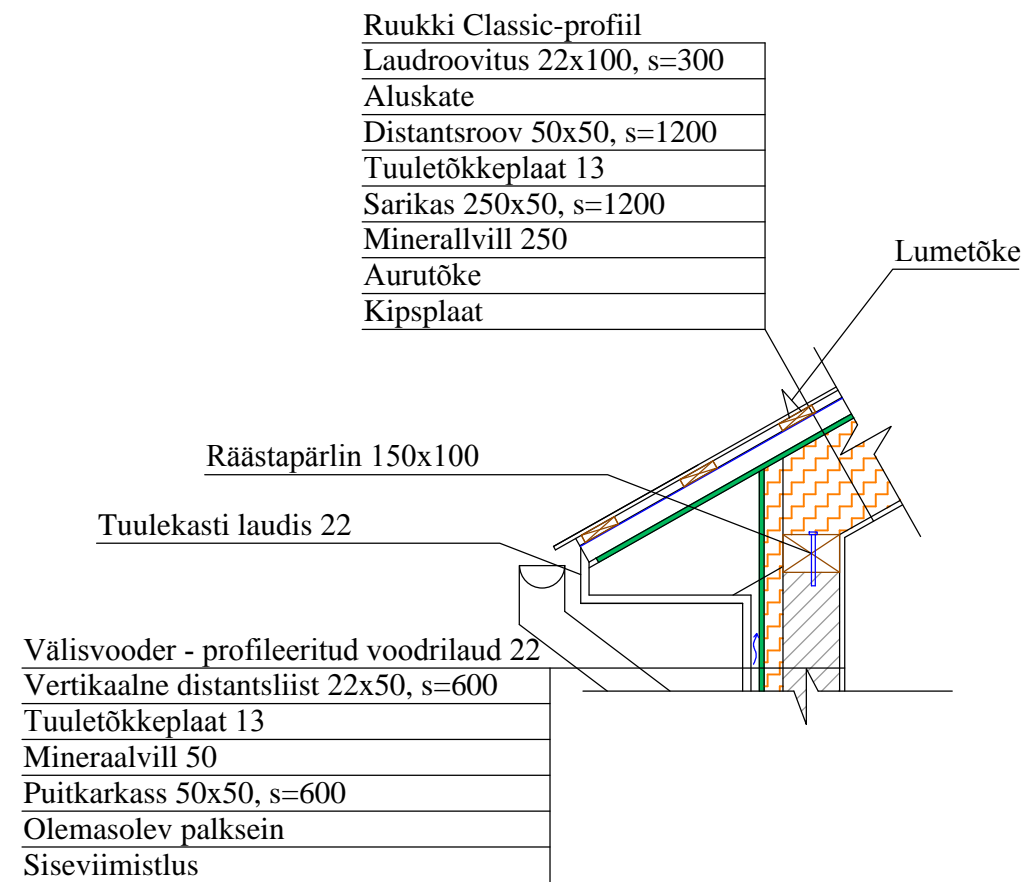 Ruukki Classic-profiil
Laudroovitus 22x100, s=300
Aluskate
Distantsroov 50x50, s=1200
Tuuletõkkeplaat 13
Sarikas 250x50, s=1200
Minerallvill 250
Aurutõke
Kipsplaat
Lumetõke
Räästapärlin 150x100
Tuulekasti laudis 22
Välisvooder - profileeritud voodrilaud 22
Vertikaalne distantsliist 22x50, s=600
Tuuletõkkeplaat 13
Mineraalvill 50
Puitkarkass 50x50, s=600
Olemasolev palksein
Siseviimistlus